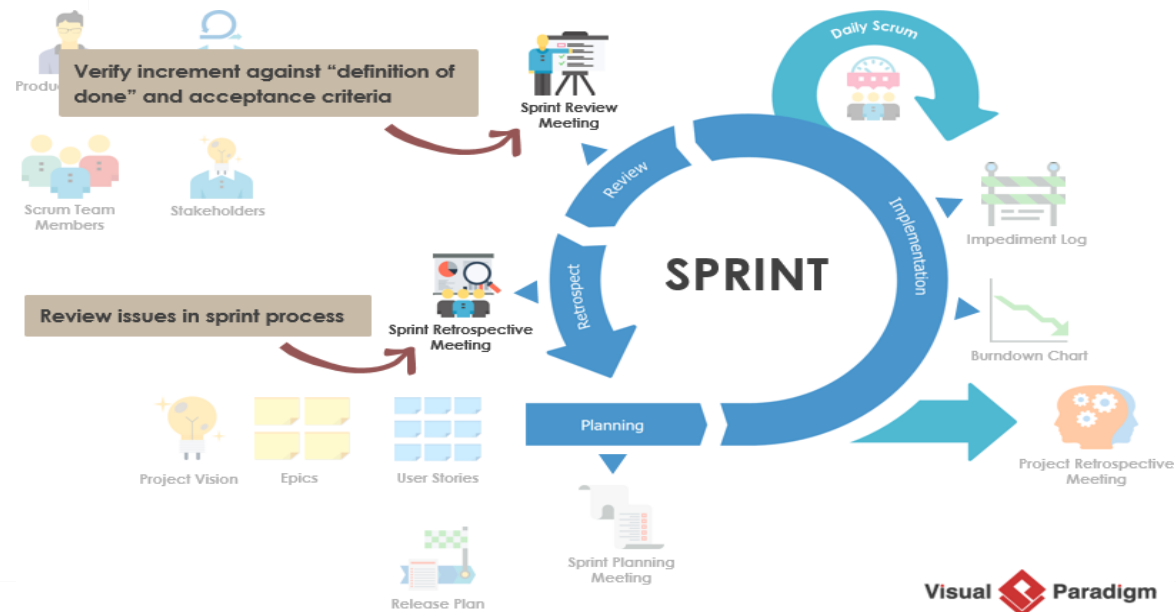 Produ
Verify increment against “definition of
done” and acceptance criteria
Sprint Review
Meeting
Daily Scrum
Scrum Team
Members
Stakeholders
Review
Implementation
Impediment Log
SPRINT
Retrospect
Review issues in sprint process
Sprint Retrospective
Meeting
Burndown Chart
Planning
Project Vision
Epics
User Stories
Project Retrospective
Meeting
Sprint Planning
Meeting
Release Plan
Visual Paradigm